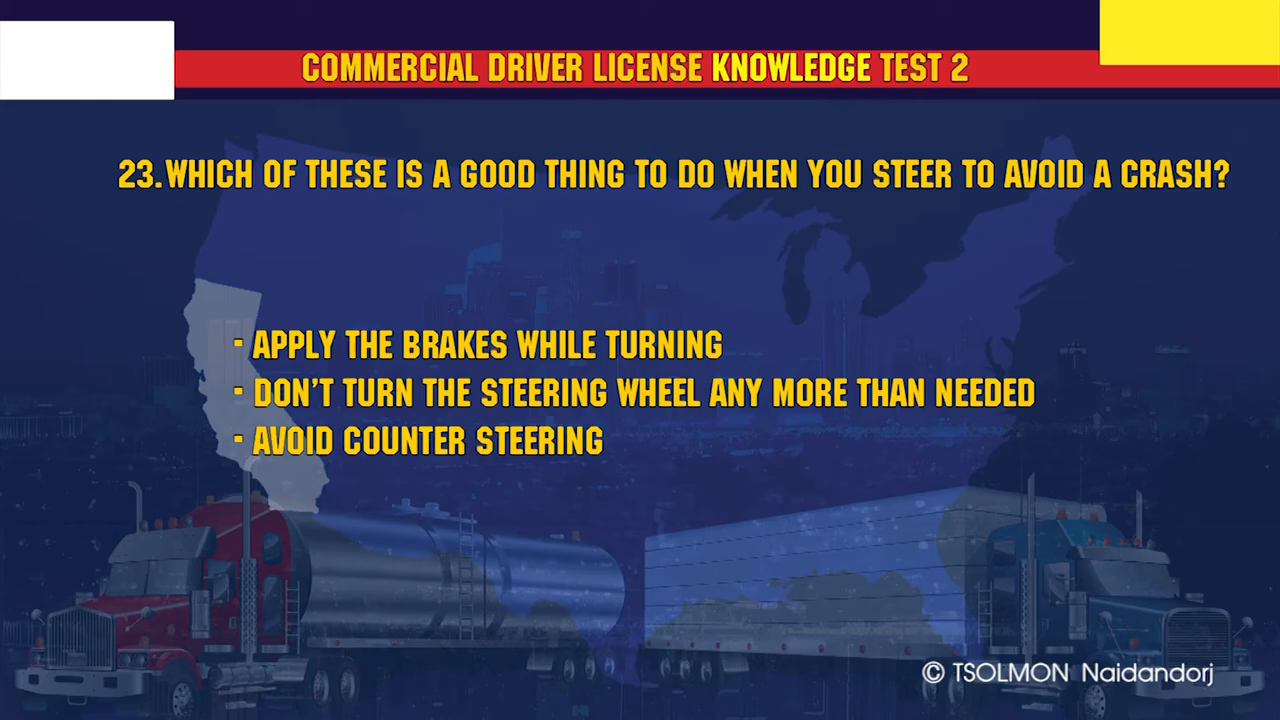 COMMERCIAL DRIVER LICENSE KNOWLEDGE TEST 2
23.WHICH OF THESE IS A GOOD THING TO DO WHEN YOU STEER TO AVOID A CRASH?
· APPLY THE BRAKES WHILE TURNING
· DON'T TURN THE STEERING WHEEL ANY MORE THAN NEEDED
· AVOID COUNTER STEERING
© TSOLMON Naidandorj